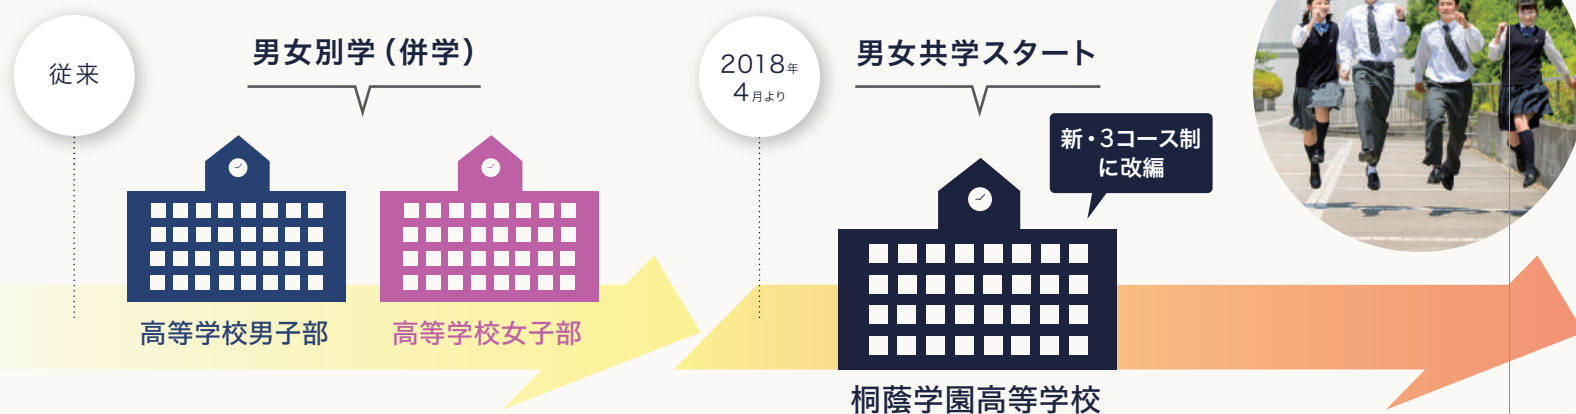 従来
男女別学（併学）
高等学校男子部
高等学校女子部
2018年
4月より
男女共学スタート
新・3コース制
に改編
桐蔭学園高等学校